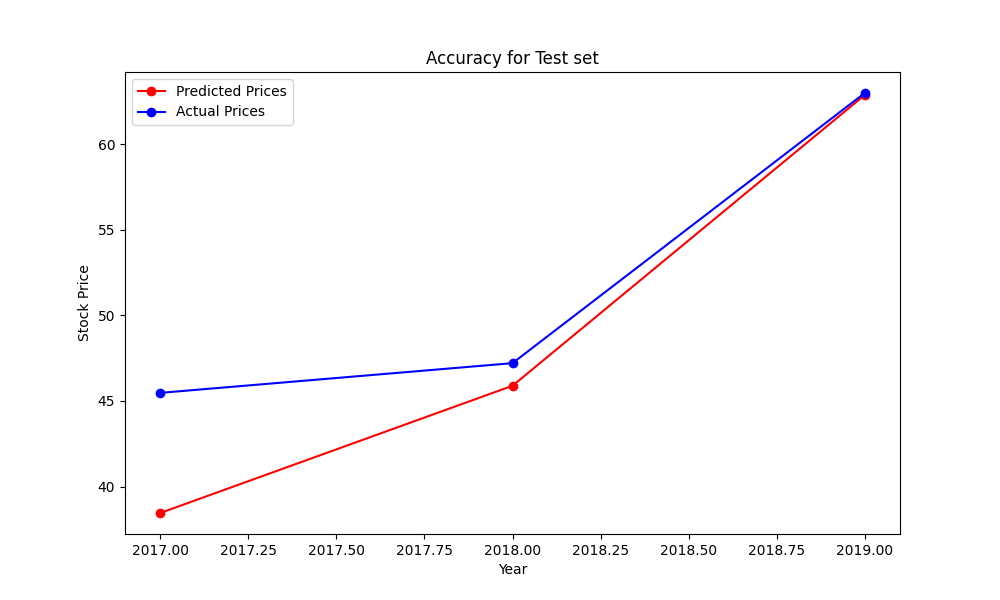 Accuracy for Test set
Predicted Prices
Actual Prices
Stock Price
60
55
50
45
40
2017.00 2017.25 2017.50 2017.75 2018.00 2018.25 2018.50 2018.75 2019.00
Year